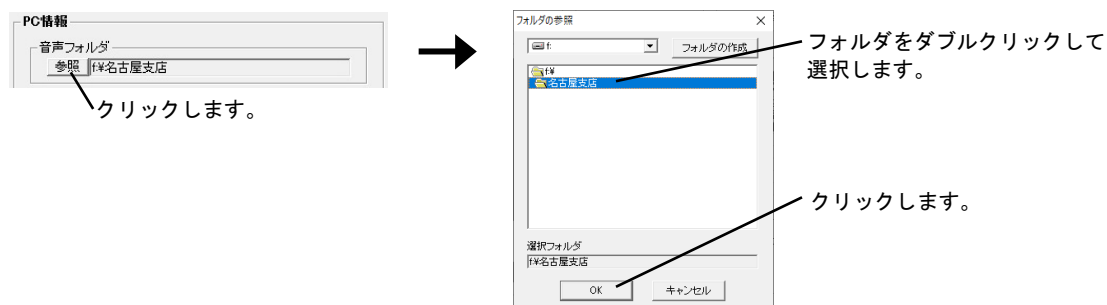 PC情報
音声フォルダ
参照 f:¥名古屋支店
クリックします。
フォルダの参照
f:
フォルダの作成
f:¥
名古屋支店
フォルダをダブルクリックして
選択します。
クリックします。
選択フォルダ
f:¥名古屋支店
OK キャンセル